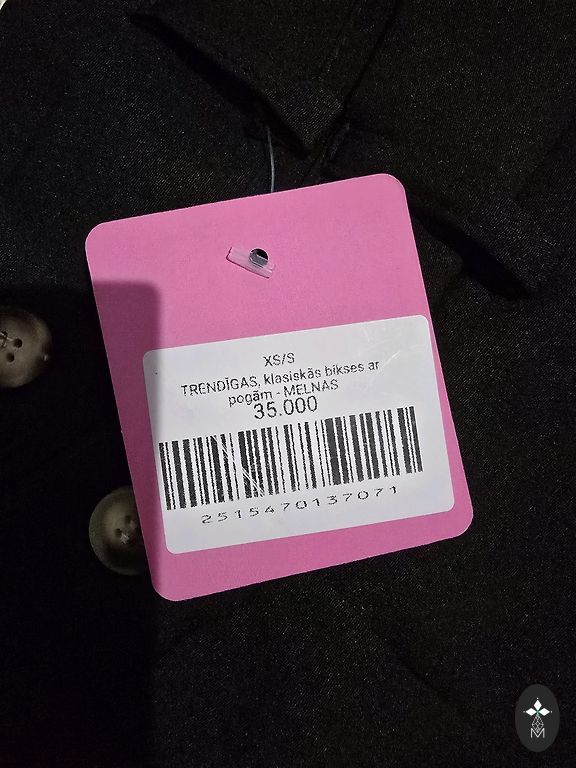 XS/S
TRENDĪGAS, klasiskās bikses ar
pogām - MELNAS
35.000
2515470137071
M